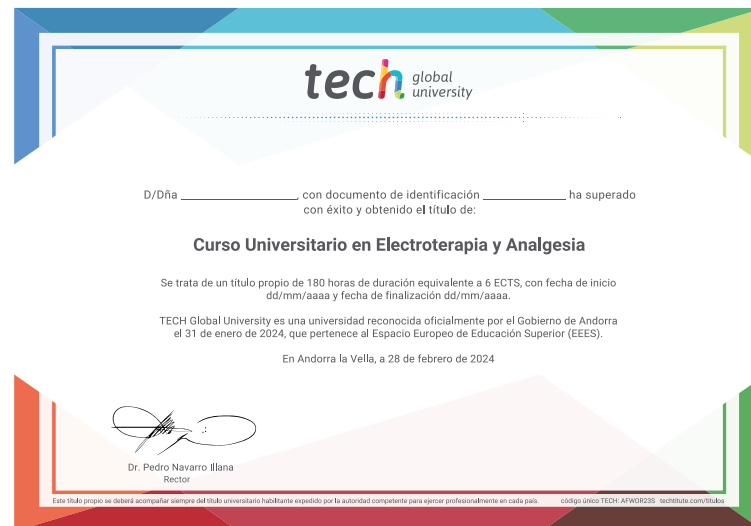 tech global university
D/Dña ______________, con documento de identificación __________ ha superado
con éxito y obtenido el título de:
Curso Universitario en Electroterapia y Analgesia
Se trata de un título propio de 180 horas de duración equivalente a 6 ECTS, con fecha de inicio
dd/mm/aaaa y fecha de finalización dd/mm/aaaa.
TECH Global University es una universidad reconocida oficialmente por el Gobierno de Andorra
el 31 de enero de 2024, que pertenece al Espacio Europeo de Educación Superior (EEES).
En Andorra la Vella, a 28 de febrero de 2024
Dr. Pedro Navarro Illana
Rector
Este título propio se deberá acompañar siempre del título universitario habilitante expedido por la autoridad competente para ejercer profesionalmente en cada país. código único TECH: AFWOR23S techtitute.com/titulos